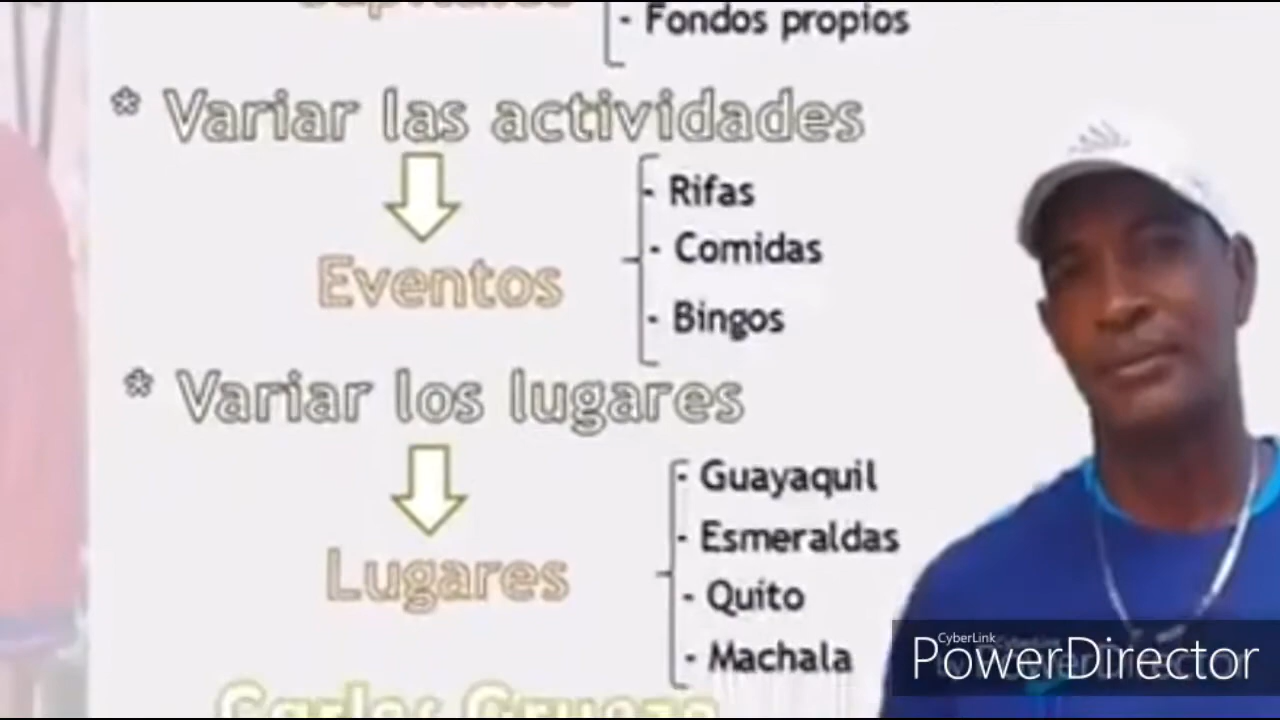 - Fondos propios
* Variar las actividades
- Rifas
- Comidas
Eventos
- Bingos
* Variar los lugares
- Guayaquil
- Esmeraldas
Lugares
- Quito
- Machala
CyberLink
PowerDirector